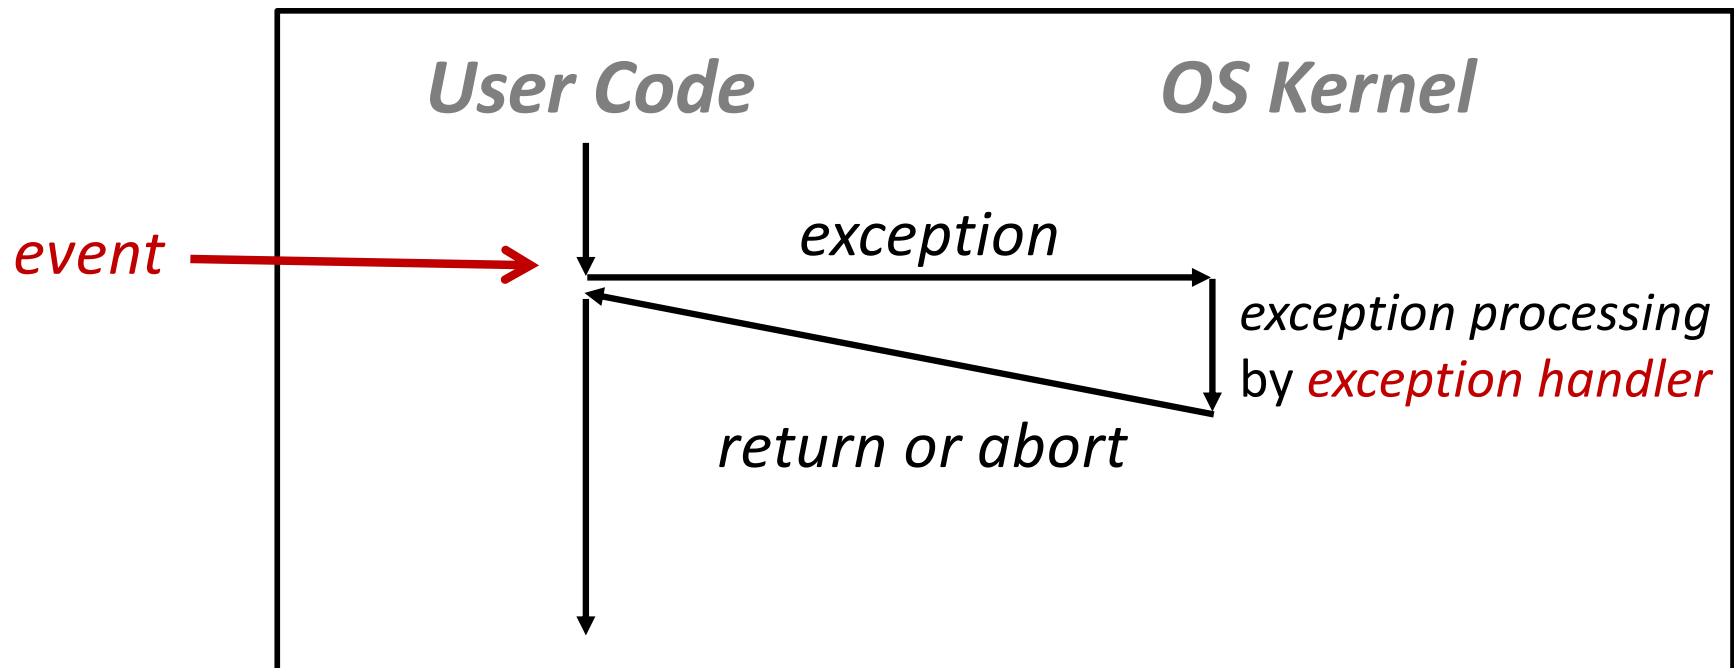 User Code
OS Kernel
event
exception
exception processing
by exception handler
return or abort